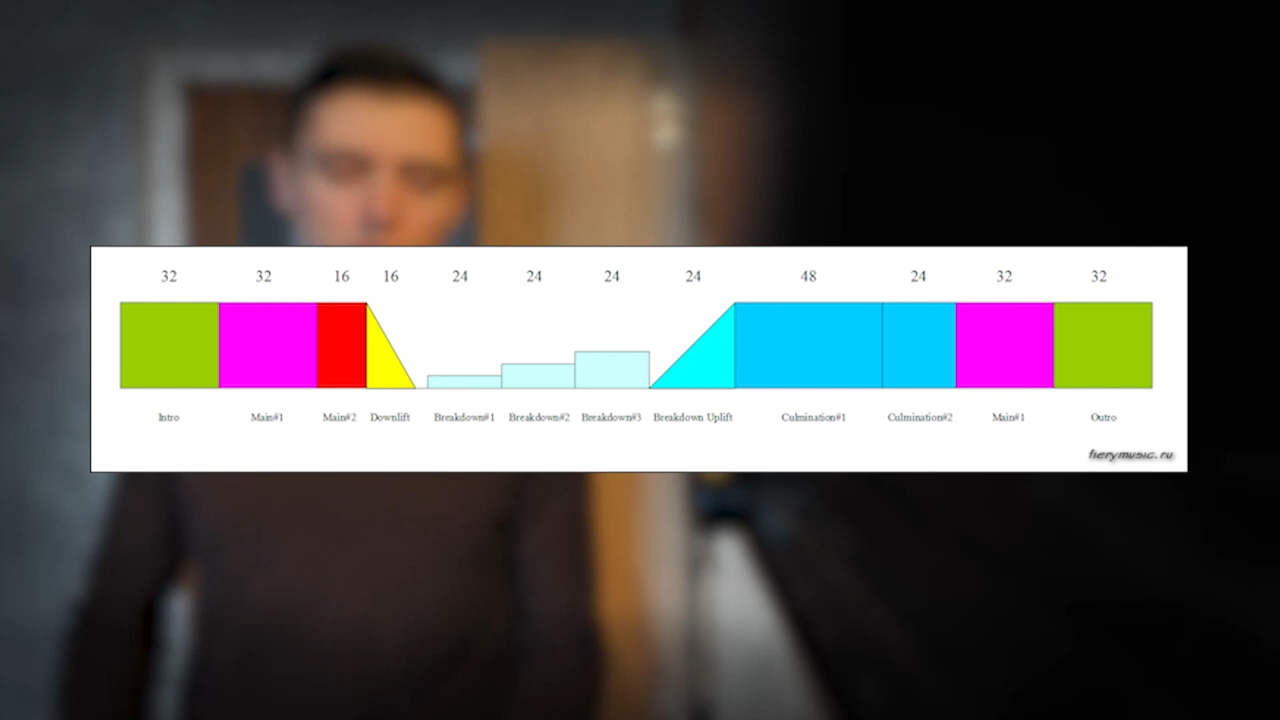 32 32 16 16 24 24 24 24 48 24 32 32
Intro Main#1 Main#2 Downlift Breakdown#1 Breakdown#2 Breakdown#3 Breakdown Uplift Culmination#1 Culmination#2 Main#1 Outro
fierymusic.ru